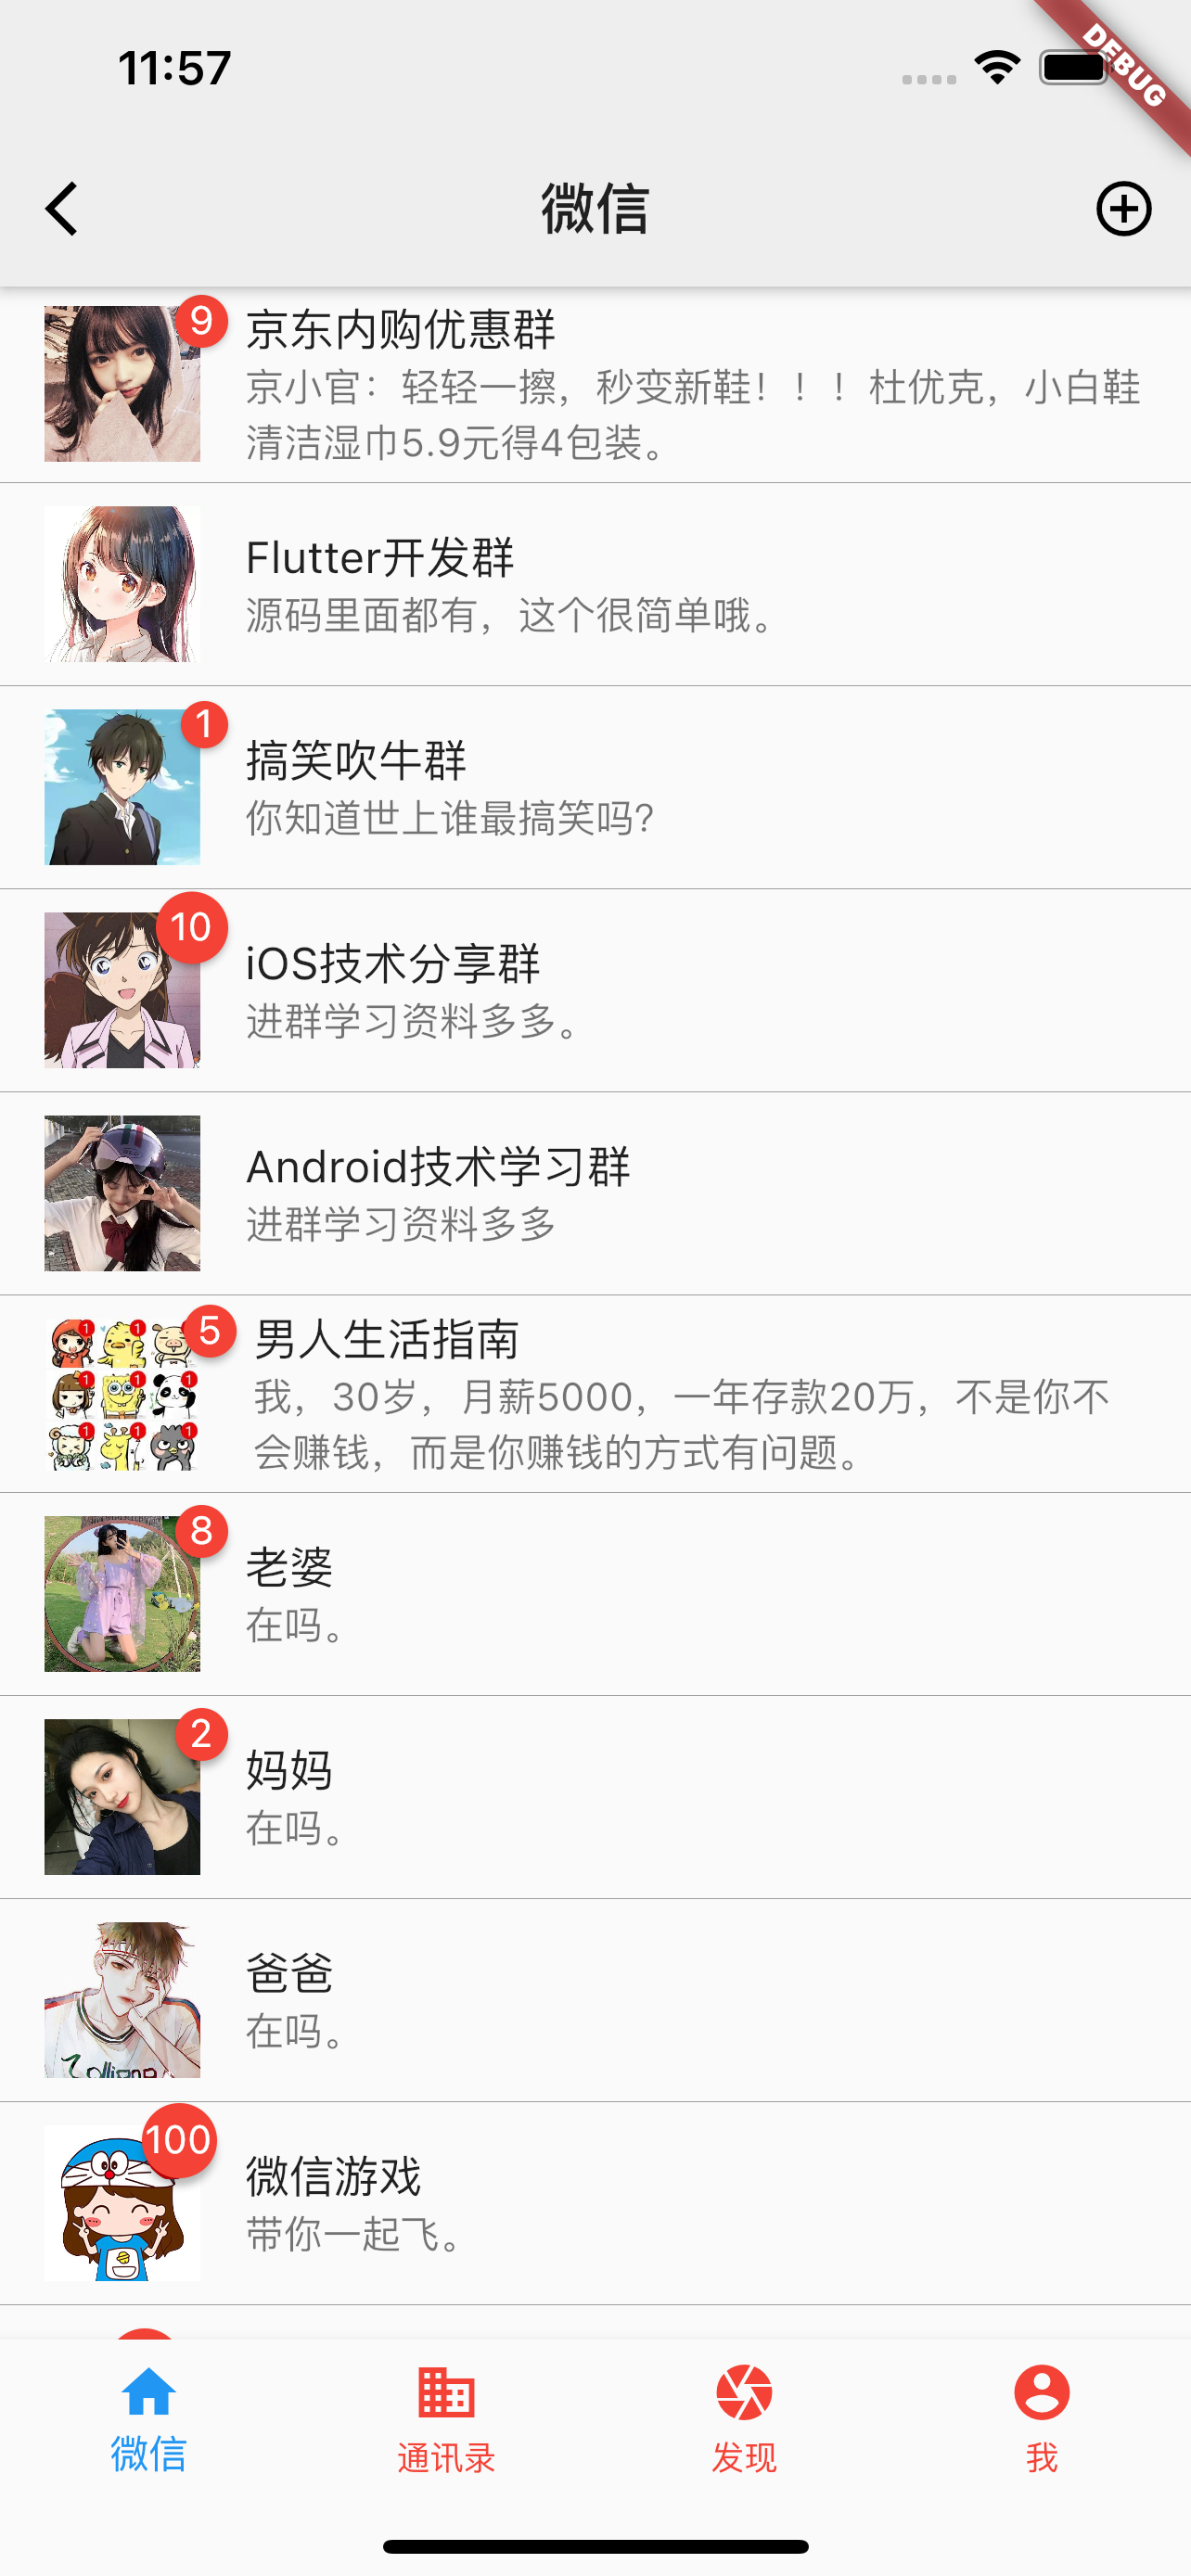 11:57
DEBUG
微信
9
京东内购优惠群
京小官：轻轻一擦，秒变新鞋！！！杜优克，小白鞋
清洁湿巾5.9元得4包装。
Flutter开发群
源码里面都有，这个很简单哦。
1
搞笑吹牛群
你知道世上谁最搞笑吗?
10
iOS技术分享群
进群学习资料多多。
Android技术学习群
进群学习资料多多
1 1 5
男人生活指南
1 1 1
我，30岁，月薪5000，一年存款20万，不是你不
1 1 1
会赚钱，而是你赚钱的方式有问题。
8
老婆
在吗。
2
妈妈
在吗。
爸爸
在吗。
100
微信游戏
带你一起飞。
微信
通讯录
发现
我